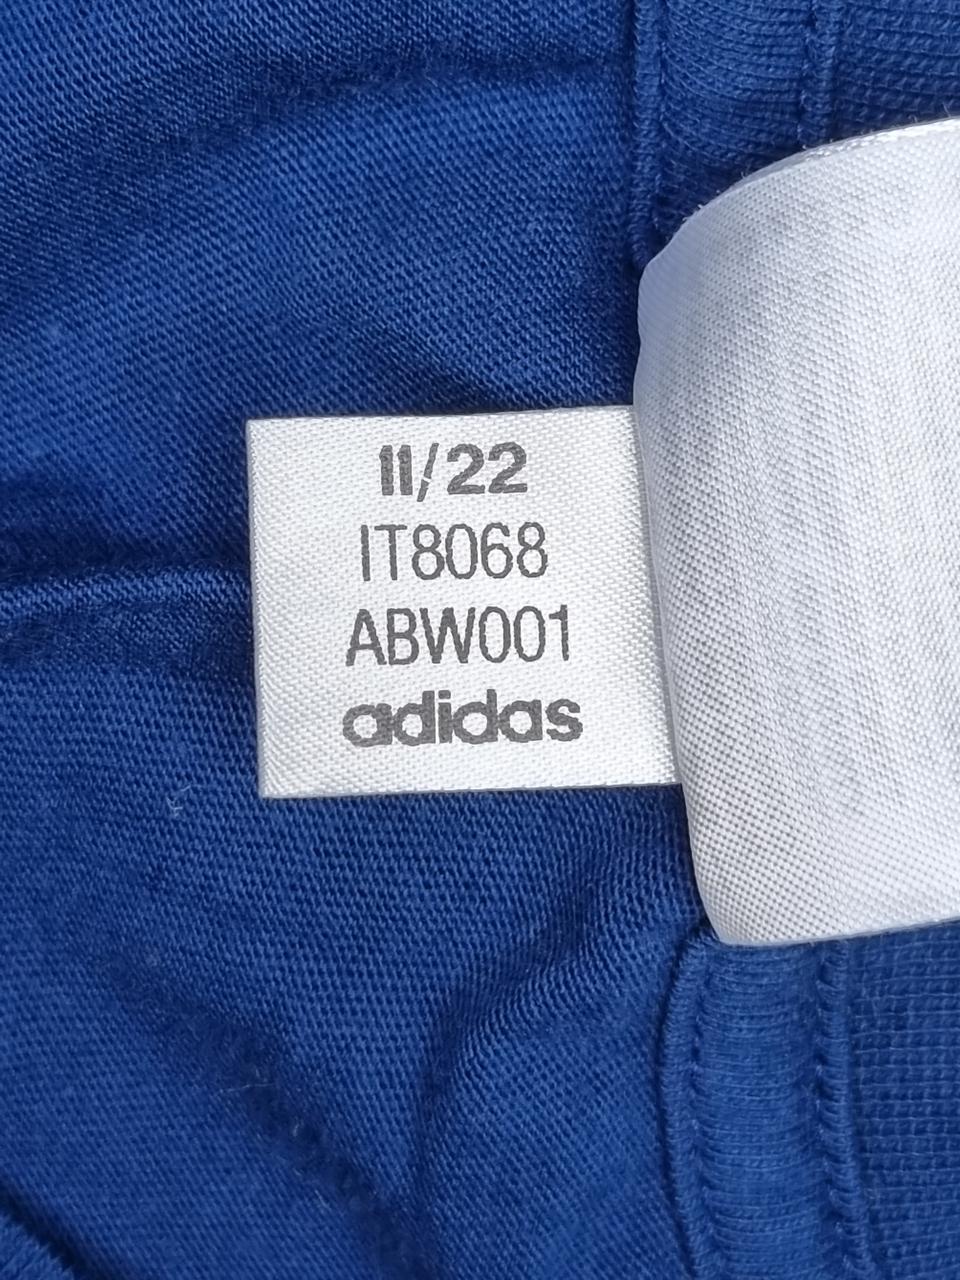 11/22
IT8068
ABW001
adidas